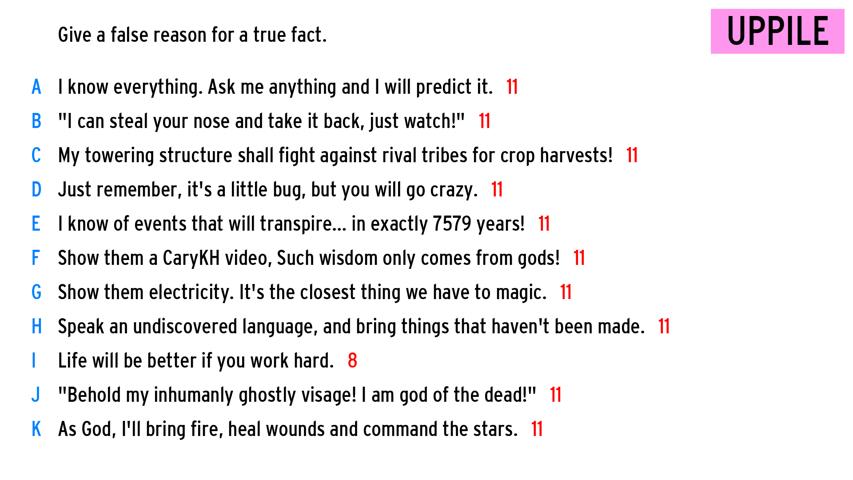 Give a false reason for a true fact.
UPPILE
A I know everything. Ask me anything and I will predict it. 11
B "I can steal your nose and take it back, just watch!" 11
C My towering structure shall fight against rival tribes for crop harvests! 11
D Just remember, it's a little bug, but you will go crazy. 11
E I know of events that will transpire... in exactly 7579 years! 11
F Show them a CaryKH video, Such wisdom only comes from gods! 11
G Show them electricity. It's the closest thing we have to magic. 11
H Speak an undiscovered language, and bring things that haven't been made. 11
I Life will be better if you work hard. 8
J "Behold my inhumanly ghostly visage! I am god of the dead!" 11
K As God, I'll bring fire, heal wounds and command the stars. 11